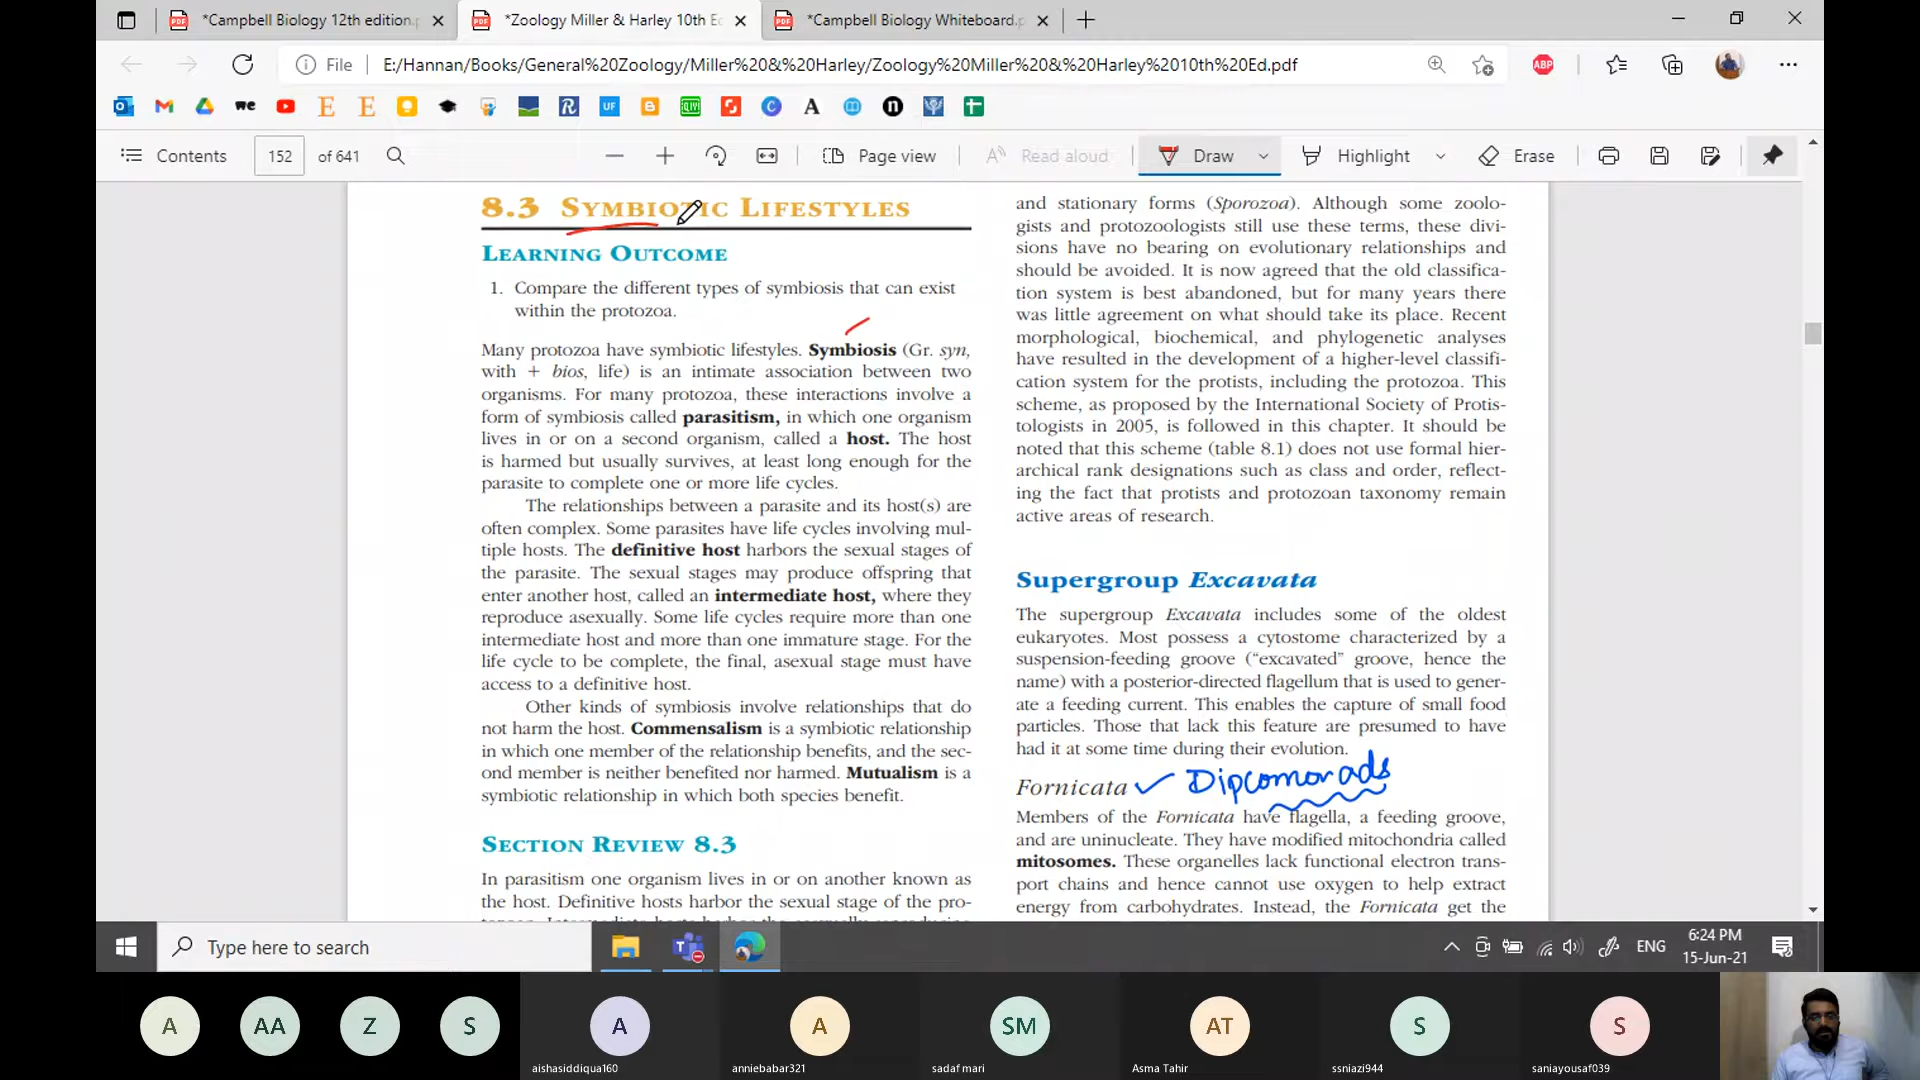 *Campbell Biology 12th edition.p
*Zoology Miller & Harley 10th Ed
*Campbell Biology Whiteboard.p
File E:/Hannan/Books/General%20Zoology/Miller%20&%20Harley/Zoology%20Miller%20&%20Harley%2010th%20Ed.pdf
ABP
Contents 152 of 641 Page view Read aloud Draw Highlight Erase
8.3 SYMBIOTIC LIFESTYLES
LEARNING OUTCOME
1. Compare the different types of symbiosis that can exist
within the protozoa.
Many protozoa have symbiotic lifestyles. Symbiosis (Gr. syn,
with + bios, life) is an intimate association between two
organisms. For many protozoa, these interactions involve a
form of symbiosis called parasitism, in which one organism
lives in or on a second organism, called a host. The host
is harmed but usually survives, at least long enough for the
parasite to complete one or more life cycles.
The relationships between a parasite and its host(s) are
often complex. Some parasites have life cycles involving mul-
tiple hosts. The definitive host harbors the sexual stages of
the parasite. The sexual stages may produce offspring that
enter another host, called an intermediate host, where they
reproduce asexually. Some life cycles require more than one
intermediate host and more than one immature stage. For the
life cycle to be complete, the final, asexual stage must have
access to a definitive host.
Other kinds of symbiosis involve relationships that do
not harm the host. Commensalism is a symbiotic relationship
in which one member of the relationship benefits, and the sec-
ond member is neither benefited nor harmed. Mutualism is a
symbiotic relationship in which both species benefit.
SECTION REVIEW 8.3
In parasitism one organism lives in or on another known as
the host. Definitive hosts harbor the sexual stage of the pro-
and stationary forms (Sporozoa). Although some zoolo-
gists and protozoologists still use these terms, these divi-
sions have no bearing on evolutionary relationships and
should be avoided. It is now agreed that the old classifica-
tion system is best abandoned, but for many years there
was little agreement on what should take its place. Recent
morphological, biochemical, and phylogenetic analyses
have resulted in the development of a higher-level classifi-
cation system for the protists, including the protozoa. This
scheme, as proposed by the International Society of Protis-
tologists in 2005, is followed in this chapter. It should be
noted that this scheme (table 8.1) does not use formal hier-
archical rank designations such as class and order, reflect-
ing the fact that protists and protozoan taxonomy remain
active areas of research.
Supergroup Excavata
The supergroup Excavata includes some of the oldest
eukaryotes. Most possess a cytostome characterized by a
suspension-feeding groove (“excavated” groove, hence the
name) with a posterior-directed flagellum that is used to gener-
ate a feeding current. This enables the capture of small food
particles. Those that lack this feature are presumed to have
had it at some time during their evolution.
Fornicata Dipcomonads
Members of the Fornicata have flagella, a feeding groove,
and are uninucleate. They have modified mitochondria called
mitosomes. These organelles lack functional electron trans-
port chains and hence cannot use oxygen to help extract
energy from carbohydrates. Instead, the Fornicata get the
Type here to search
ENG
6:24 PM
15-Jun-21
A AA Z S A A SM AT S S
aishasiddiqua160 anniebabar321 sadaf mari Asma Tahir ssniazi944 saniayousaf039